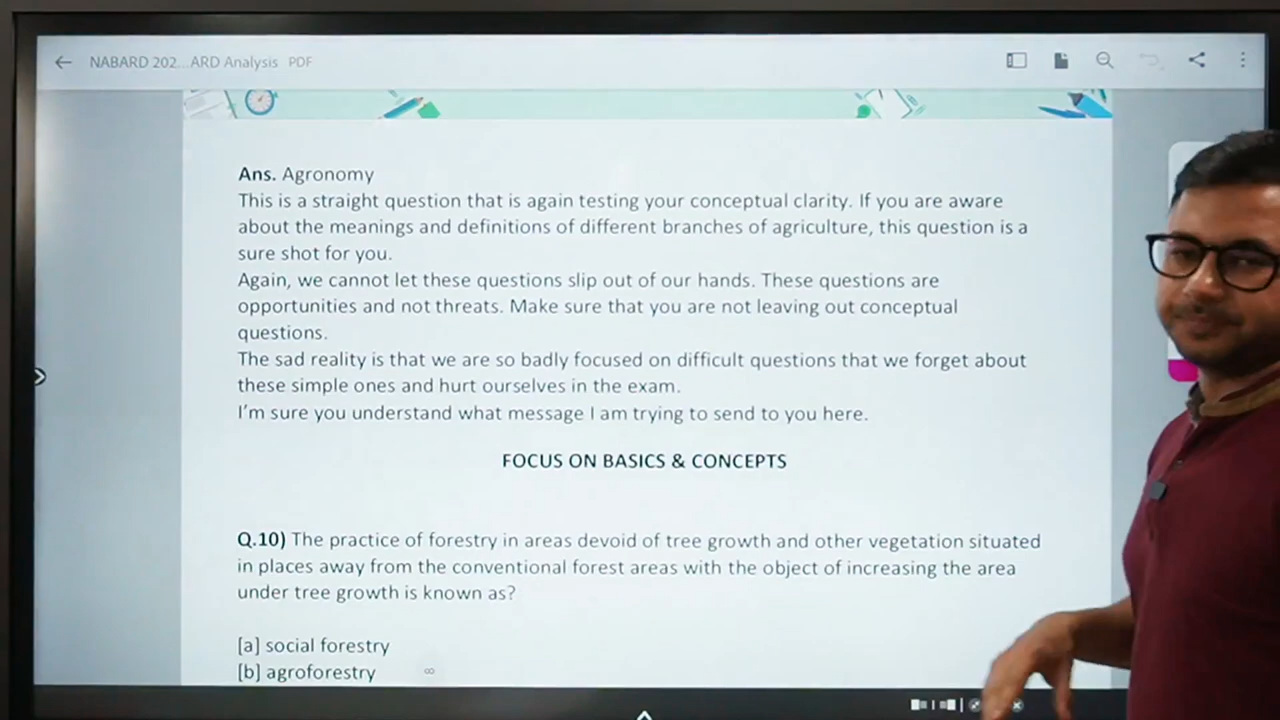 NABARD 202...ARD Analysis PDF
Ans. Agronomy
This is a straight question that is again testing your conceptual clarity. If you are aware
about the meanings and definitions of different branches of agriculture, this question is a
sure shot for you.
Again, we cannot let these questions slip out of our hands. These questions are
opportunities and not threats. Make sure that you are not leaving out conceptual
questions.
The sad reality is that we are so badly focused on difficult questions that we forget about
these simple ones and hurt ourselves in the exam.
I'm sure you understand what message I am trying to send to you here.
FOCUS ON BASICS & CONCEPTS
Q.10) The practice of forestry in areas devoid of tree growth and other vegetation situated
in places away from the conventional forest areas with the object of increasing the area
under tree growth is known as?
[a] social forestry
[b] agroforestry